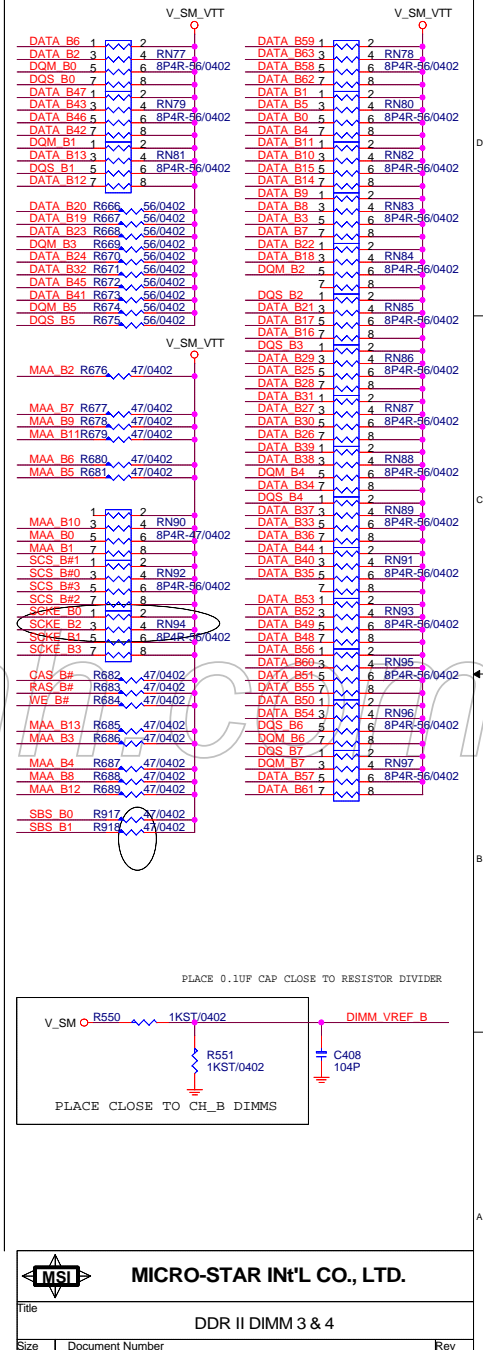 V_SM_VTT
DATA_B6 1 2
DATA_B2 3 4 RN77
DQM_B0 5 6 8P4R-56/0402
DQS_B0 7 8
DATA_B47 1 2
DATA_B43 3 4 RN79
DATA_B46 5 6 8P4R-56/0402
DATA_B42 7 8
DQM_B1 1 2
DATA_B13 3 4 RN81
DQS_B1 5 6 8P4R-56/0402
DATA_B12 7 8
DATA_B20 R666 56/0402
DATA_B19 R667 56/0402
DATA_B23 R668 56/0402
DQM_B3 R669 56/0402
DATA_B24 R670 56/0402
DATA_B32 R671 56/0402
DATA_B45 R672 56/0402
DATA_B41 R673 56/0402
DQM_B5 R674 56/0402
DQS_B5 R675 56/0402
V_SM_VTT
MAA_B2 R676 47/0402
MAA_B7 R677 47/0402
MAA_B9 R678 47/0402
MAA_B11 R679 47/0402
MAA_B6 R680 47/0402
MAA_B5 R681 47/0402
1 2
MAA_B10 3 4 RN90
MAA_B0 5 6 8P4R-47/0402
MAA_B1 7 8
SCS_B#1 1 2
SCS_B#0 3 4 RN92
SCS_B#3 5 6 8P4R-56/0402
SCS_B#2 7 8
SCKE_B0 1 2
SCKE_B2 3 4 RN94
SCKE_B1 5 6 8P4R-56/0402
SCKE_B3 7 8
CAS_B# R682 47/0402
RAS_B# R683 47/0402
WE_B# R684 47/0402
MAA_B13 R685 47/0402
MAA_B3 R686 47/0402
MAA_B4 R687 47/0402
MAA_B8 R688 47/0402
MAA_B12 R689 47/0402
SBS_B0 R917 47/0402
SBS_B1 R918 47/0402
V_SM_VTT
DATA_B59 1 2
DATA_B63 3 4 RN78
DATA_B58 5 6 8P4R-56/0402
DATA_B62 7 8
DATA_B1 1 2
DATA_B5 3 4 RN80
DATA_B0 5 6 8P4R-56/0402
DATA_B4 7 8
DATA_B11 1 2
DATA_B10 3 4 RN82
DATA_B15 5 6 8P4R-56/0402
DATA_B14 7 8
DATA_B9 1 2
DATA_B8 3 4 RN83
DATA_B3 5 6 8P4R-56/0402
DATA_B7 7 8
DATA_B22 1 2
DATA_B18 3 4 RN84
DQM_B2 5 6 8P4R-56/0402
7 8
DQS_B2 1 2
DATA_B21 3 4 RN85
DATA_B17 5 6 8P4R-56/0402
DATA_B16 7 8
DQS_B3 1 2
DATA_B29 3 4 RN86
DATA_B25 5 6 8P4R-56/0402
DATA_B28 7 8
DATA_B31 1 2
DATA_B27 3 4 RN87
DATA_B30 5 6 8P4R-56/0402
DATA_B26 7 8
DATA_B39 1 2
DATA_B38 3 4 RN88
DQM_B4 5 6 8P4R-56/0402
DATA_B34 7 8
DQS_B4 1 2
DATA_B37 3 4 RN89
DATA_B33 5 6 8P4R-56/0402
DATA_B36 7 8
DATA_B44 1 2
DATA_B40 3 4 RN91
DATA_B35 5 6 8P4R-56/0402
7 8
DATA_B53 1 2
DATA_B52 3 4 RN93
DATA_B49 5 6 8P4R-56/0402
DATA_B48 7 8
DATA_B56 1 2
DATA_B60 3 4 RN95
DATA_B51 5 6 8P4R-56/0402
DATA_B55 7 8
DATA_B50 1 2
DATA_B54 3 4 RN96
DQS_B6 5 6 8P4R-56/0402
DQM_B6 7 8
DQS_B7 1 2
DQM_B7 3 4 RN97
DATA_B57 5 6 8P4R-56/0402
DATA_B61 7 8
D
C
B
A
PLACE 0.1UF CAP CLOSE TO RESISTOR DIVIDER
V_SM R550 1KST/0402 DIMM_VREF_B
R551
1KST/0402
C408
104P
PLACE CLOSE TO CH_B DIMMS
MSI MICRO-STAR INt'L CO., LTD.
Title
DDR II DIMM 3 & 4
Size Document Number Rev